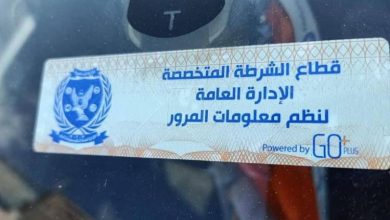 T
قطاع الشرطة المتخصصة
الإدارة العامة
لنظم معلومات المرور
Powered by GO+ PLUS